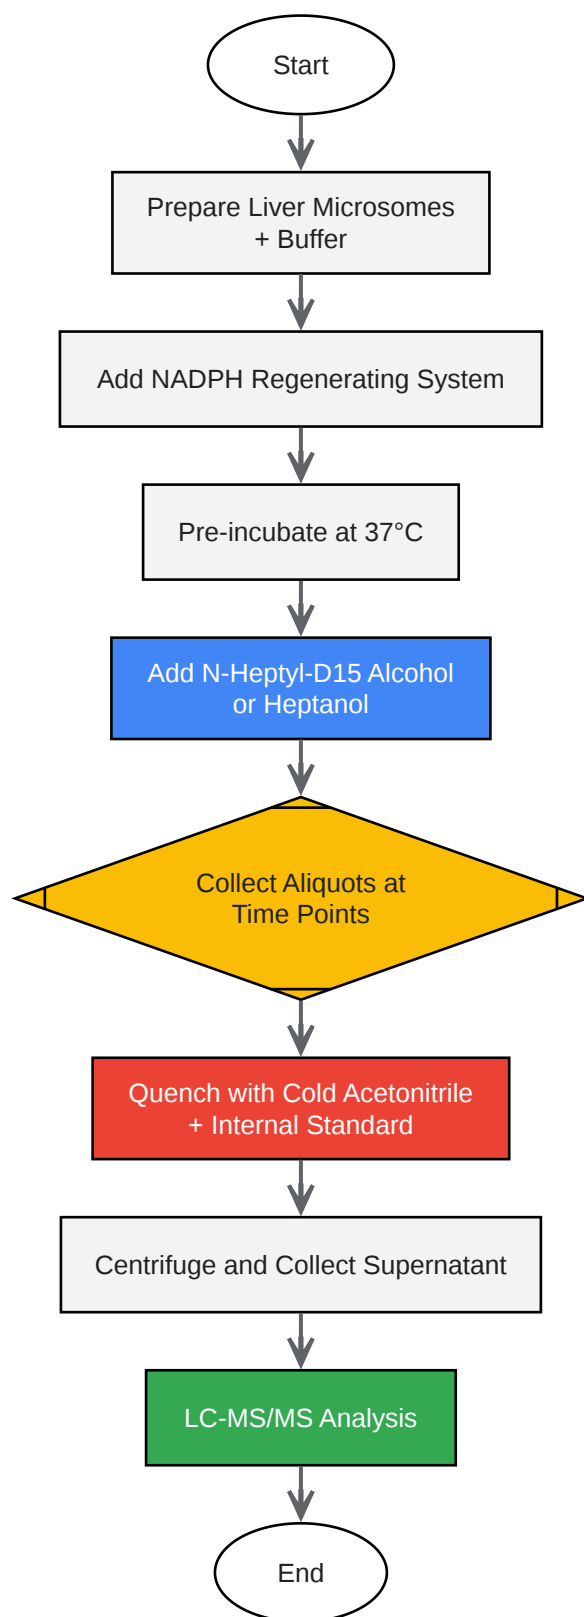 Start
Prepare Liver Microsomes
+ Buffer
Add NADPH Regenerating System
Pre-incubate at 37°C
Add N-Heptyl-D15 Alcohol
or Heptanol
Collect Aliquots at
Time Points
Quench with Cold Acetonitrile
+ Internal Standard
Centrifuge and Collect Supernatant
LC-MS/MS Analysis
End